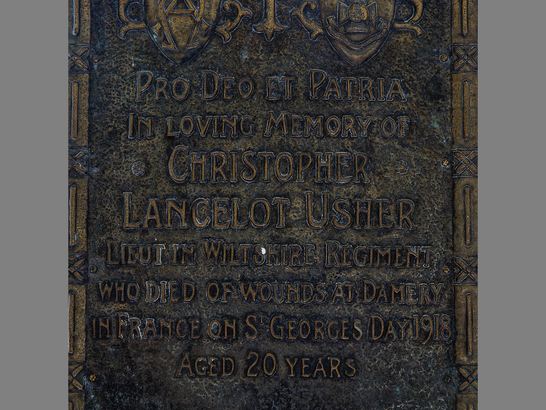 PRO DEO ET PATRIA
IN LOVING MEMORY OF
CHRISTOPHER
LANCELOT USHER
LIEUT IN WILTSHIRE REGIMENT,
WHO DIED OF WOUNDS AT DAMERY,
IN FRANCE ON ST GEORGES DAY 1918
AGED 20 YEARS